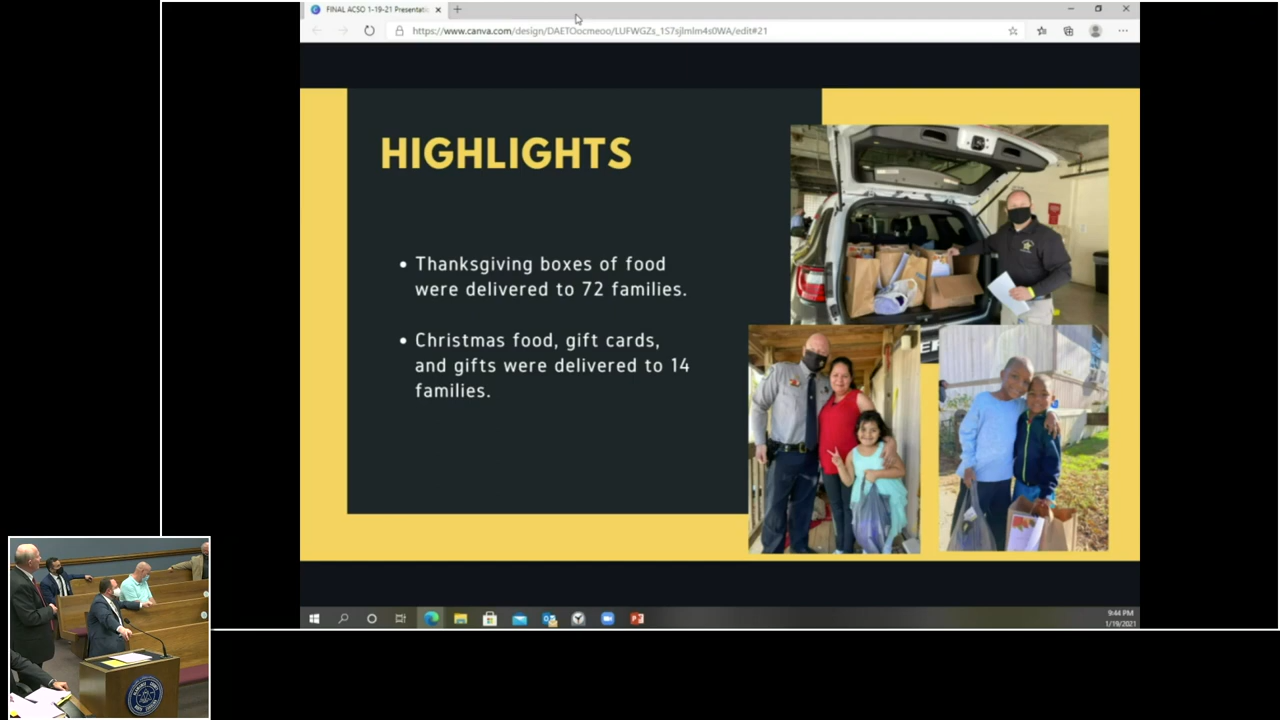 FINAL ACSO 1-19-21 Presentati
https://www.canva.com/design/DAETOocmeoo/LUFWGZs_1S7sjlmlm4s0WA/edit#21
HIGHLIGHTS
• Thanksgiving boxes of food
were delivered to 72 families.
• Christmas food, gift cards,
and gifts were delivered to 14
families.
9:44 PM
1/19/2021